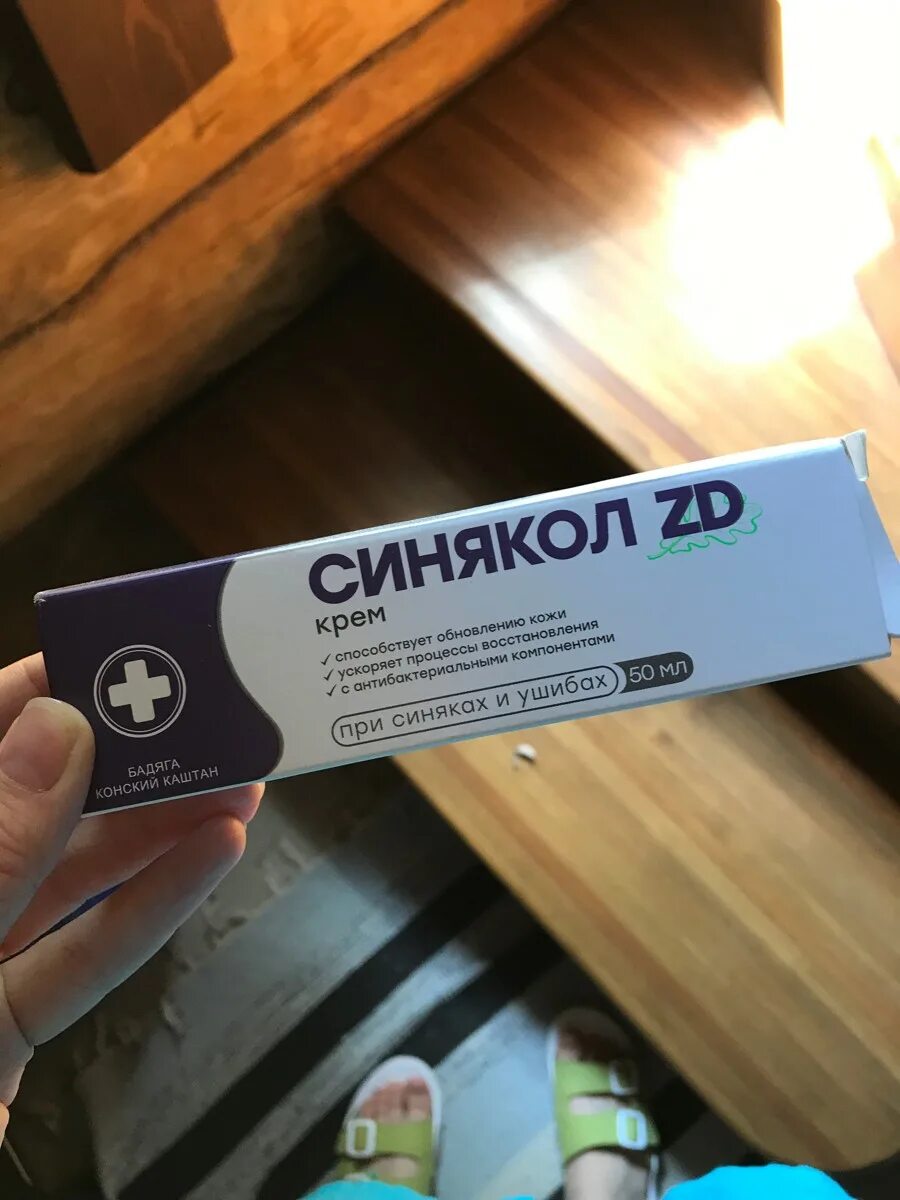 СИНЯКОЛ ZD
крем
✓ способствует обновлению кожи
✓ ускоряет процессы восстановления
✓ с антибактериальными компонентами
при синяках и ушибах 50 мл
БАДЯГА
КОНСКИЙ КАШТАН